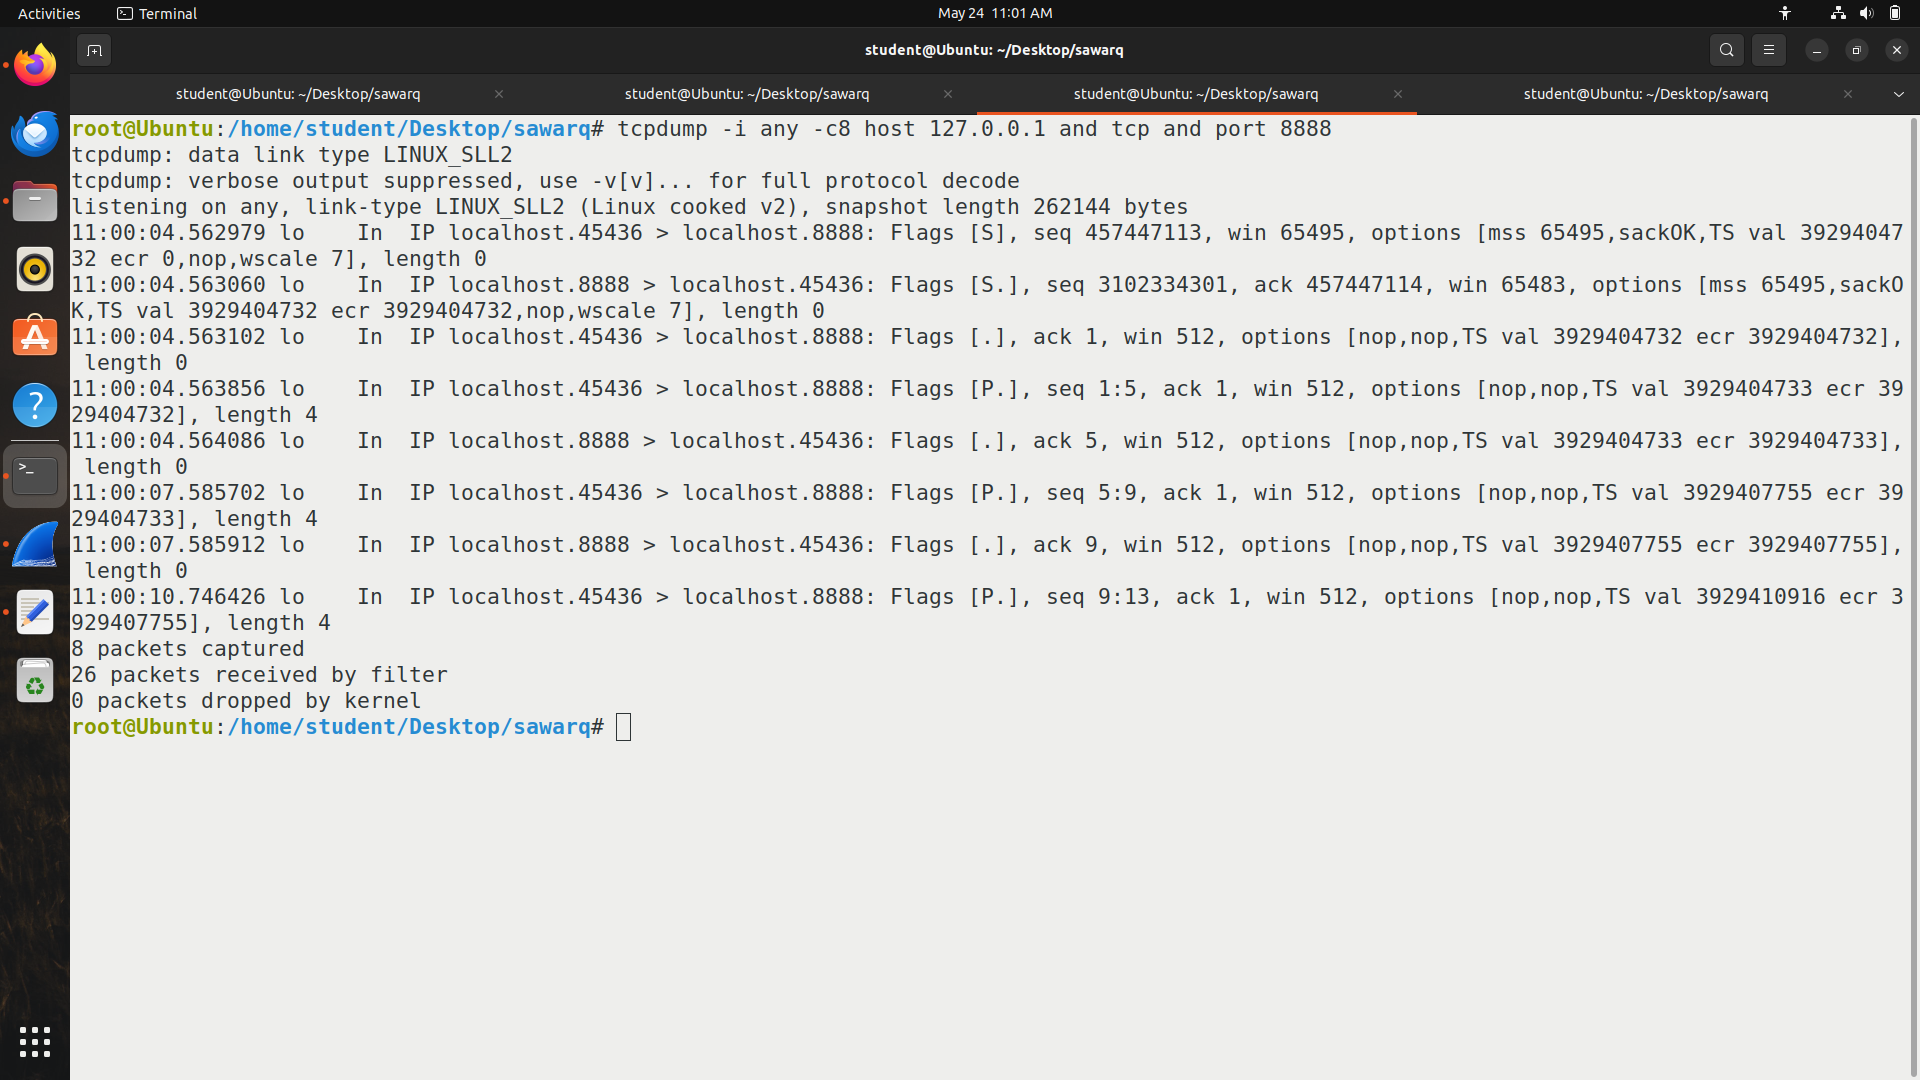 Activities
Terminal
May 24 11:01 AM
student@Ubuntu: ~/Desktop/sawarq
student@Ubuntu: ~/Desktop/sawarq
student@Ubuntu: ~/Desktop/sawarq
student@Ubuntu: ~/Desktop/sawarq
student@Ubuntu: ~/Desktop/sawarq
root@Ubuntu:/home/student/Desktop/sawarq# tcpdump -i any -c8 host 127.0.0.1 and tcp and port 8888
tcpdump: data link type LINUX_SLL2
tcpdump: verbose output suppressed, use -v[v]... for full protocol decode
listening on any, link-type LINUX_SLL2 (Linux cooked v2), snapshot length 262144 bytes
11:00:04.562979 lo    In  IP localhost.45436 > localhost.8888: Flags [S], seq 457447113, win 65495, options [mss 65495,sackOK,TS val 39294047
32 ecr 0,nop,wscale 7], length 0
11:00:04.563060 lo    In  IP localhost.8888 > localhost.45436: Flags [S.], seq 3102334301, ack 457447114, win 65483, options [mss 65495,sackO
K,TS val 3929404732 ecr 3929404732,nop,wscale 7], length 0
11:00:04.563102 lo    In  IP localhost.45436 > localhost.8888: Flags [.], ack 1, win 512, options [nop,nop,TS val 3929404732 ecr 3929404732],
 length 0
11:00:04.563856 lo    In  IP localhost.45436 > localhost.8888: Flags [P.], seq 1:5, ack 1, win 512, options [nop,nop,TS val 3929404733 ecr 39
29404732], length 4
11:00:04.564086 lo    In  IP localhost.8888 > localhost.45436: Flags [.], ack 5, win 512, options [nop,nop,TS val 3929404733 ecr 3929404733],
 length 0
11:00:07.585702 lo    In  IP localhost.45436 > localhost.8888: Flags [P.], seq 5:9, ack 1, win 512, options [nop,nop,TS val 3929407755 ecr 39
29404733], length 4
11:00:07.585912 lo    In  IP localhost.8888 > localhost.45436: Flags [.], ack 9, win 512, options [nop,nop,TS val 3929407755 ecr 3929407755],
 length 0
11:00:10.746426 lo    In  IP localhost.45436 > localhost.8888: Flags [P.], seq 9:13, ack 1, win 512, options [nop,nop,TS val 3929410916 ecr 3
929407755], length 4
8 packets captured
26 packets received by filter
0 packets dropped by kernel
root@Ubuntu:/home/student/Desktop/sawarq#